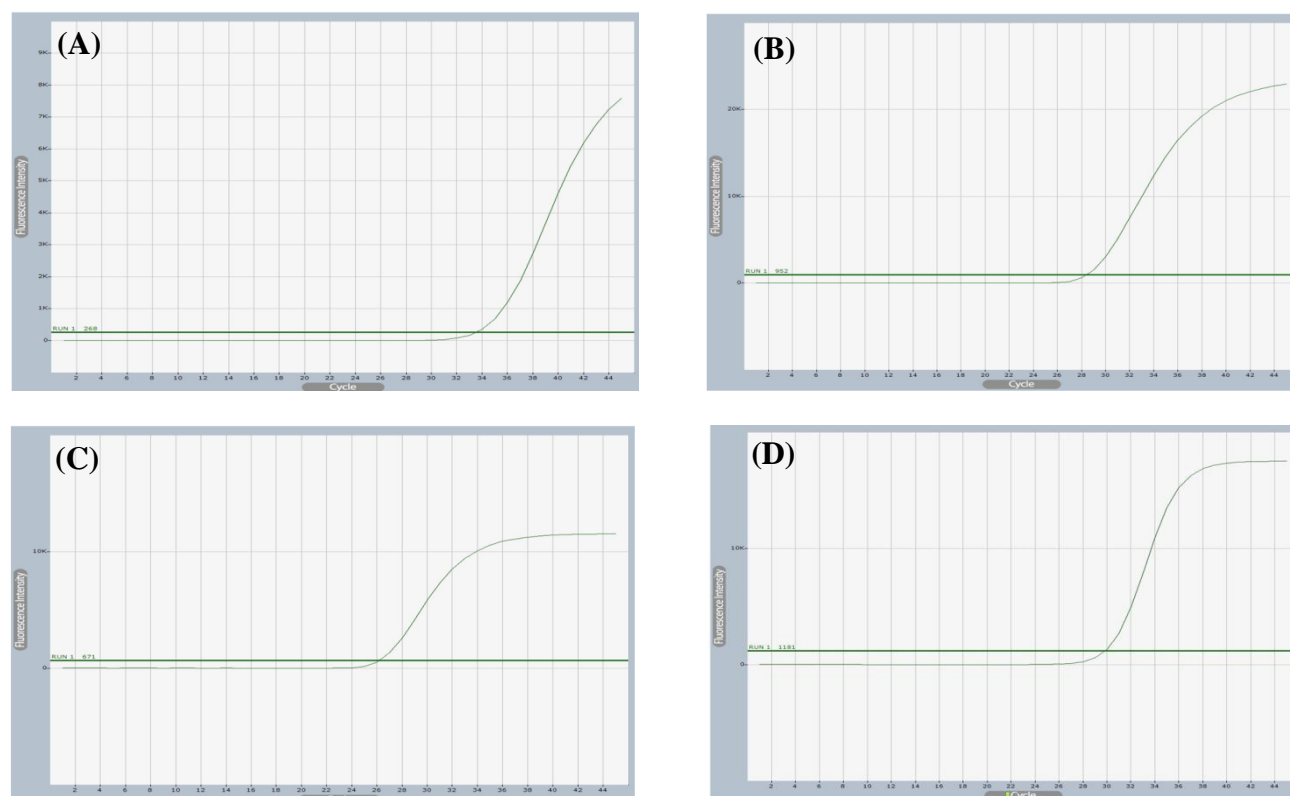 (A)
9K
8K
7K
6K
5K
4K
3K
2K
1K
RUN 1 268
0
Fluorescence Intensity
2 4 6 8 10 12 14 16 18 20 22 24 26 28 30 32 34 36 38 40 42 44
Cycle
(B)
20K
10K
RUN 1 952
0
Fluorescence Intensity
2 4 6 8 10 12 14 16 18 20 22 24 26 28 30 32 34 36 38 40 42 44
Cycle
(C)
10K
RUN 1 671
0
Fluorescence Intensity
2 4 6 8 10 12 14 16 18 20 22 24 26 28 30 32 34 36 38 40 42 44
(D)
10K
RUN 1 1181
0
Fluorescence Intensity
2 4 6 8 10 12 14 16 18 20 22 24 26 28 30 32 34 36 38 40 42 44
Cycle